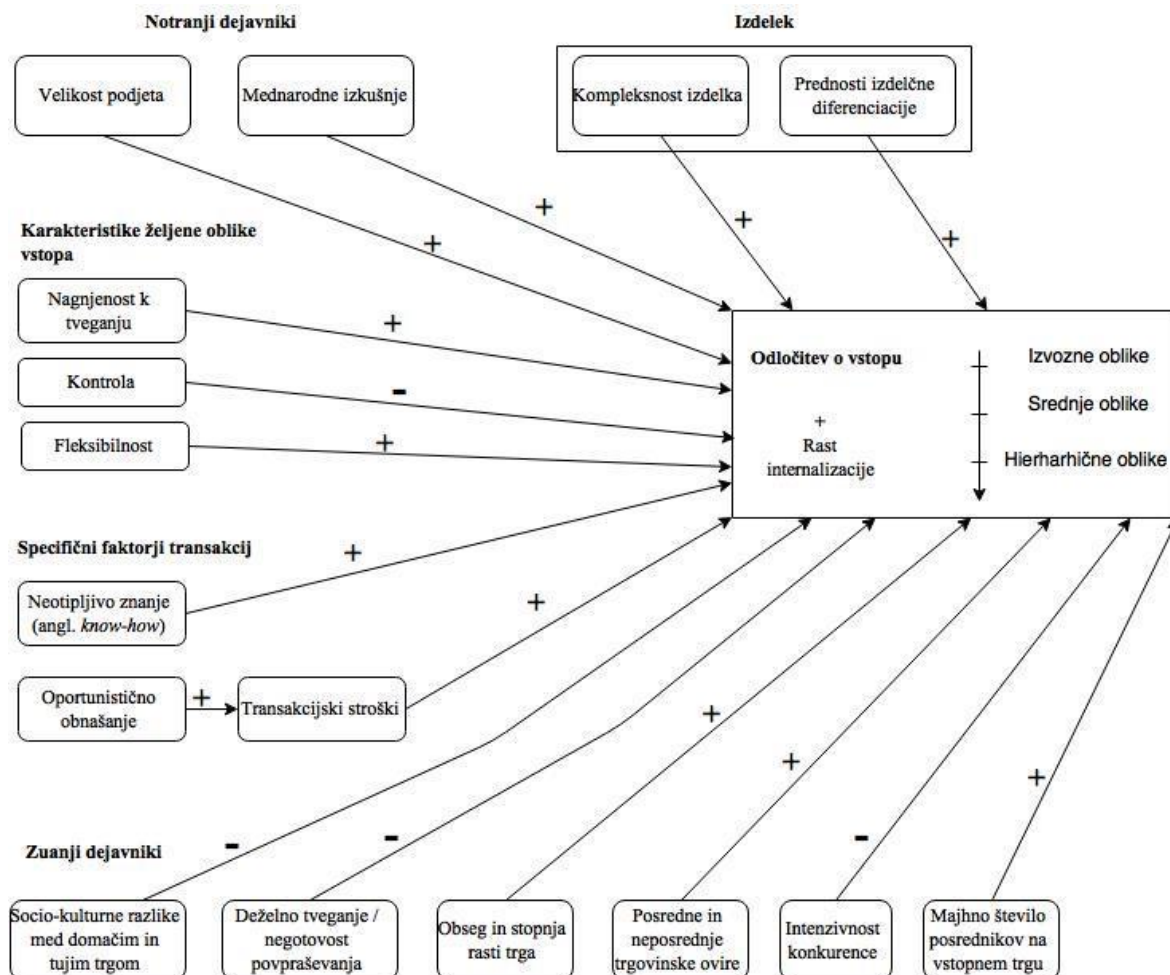 Notranji dejavniki
Izdelek
Velikost podjeta
Mednarodne izkušnje
Kompleksnost izdelka
Prednosti izdelčne
diferenciacije
+
+
+
+
Karakteristike željene oblike
vstopa
Nagnjenost k
tveganju
+
Kontrola
-
Fleksibilnost
+
Odločitev o vstopu
+
Rast
internalizacije
Izvozne oblike
Srednje oblike
Hierharhične oblike
Specifični faktorji transakcij
+
Neotipljivo znanje
(angl. know-how)
+
Oportunistično
obnašanje
+
Transakcijski stroški
+
+
+
Zuanji dejavniki
-
-
-
Socio-kulturne razlike
med domačim in
tujim trgom
Deželno tveganje /
negotovost
povpraševanja
Obseg in stopnja
rasti trga
Posredne in
neposrednje
trgovinske ovire
Intenzivnost
konkurence
Majhno število
posrednikov na
vstopnem trgu